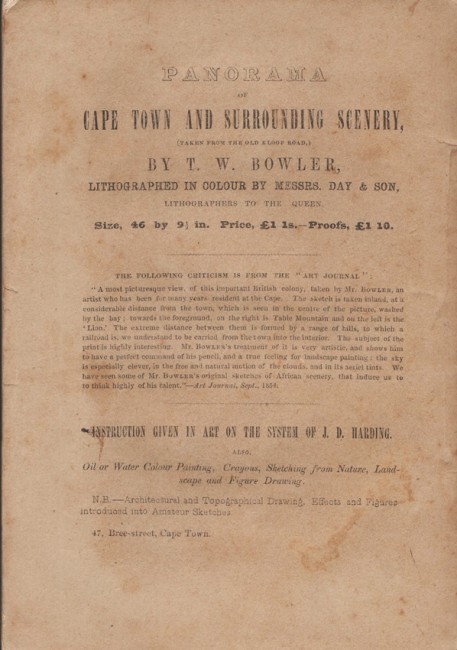 PANORAMA
OF
CAPE TOWN AND SURROUNDING SCENERY,
(TAKEN FROM THE OLD KLOOF ROAD,)
BY T. W. BOWLER,
LITHOGRAPHED IN COLOUR BY MESSRS. DAY & SON,
LITHOGRAPHERS TO THE QUEEN.
Size, 46 by 9½ in. Price, £1 1s.—Proofs, £1 10.
THE FOLLOWING CRITICISM IS FROM THE "ART JOURNAL":
"A most picturesque view, of this important British colony, taken by Mr. BOWLER, an
artist who has been for many years resident at the Cape. The sketch is taken inland, at a
considerable distance from the town, which is seen in the centre of the picture, washed
by the bay; towards the foreground, on the right is Table Mountain and on the left is the
'Lion.' The extreme distance between them is formed by a range of hills, to which a
railroad is, we understand to be carried from the town into the interior. The subject of the
print is highly interesting. Mr. BOWLER'S treatment of it is very artistic, and shows him
to have a perfect command of his pencil, and a true feeling for landscape painting; the sky
is especially clever, in the free and natural motion of the clouds, and in its aerial tints. We
have seen some of Mr. BOWLER'S original sketches of African scenery, that induce us to
to think highly of his talent."—Art Journal, Sept., 1854.
INSTRUCTION GIVEN IN ART ON THE SYSTEM OF J. D. HARDING.
ALSO,
Oil or Water Colour Painting, Crayons, Sketching from Nature, Land-
scape and Figure Drawing.
N.B.—Architectural and Topographical Drawing, Effects and Figures
introduced into Amateur Sketches
47, Bree-street, Cape Town.